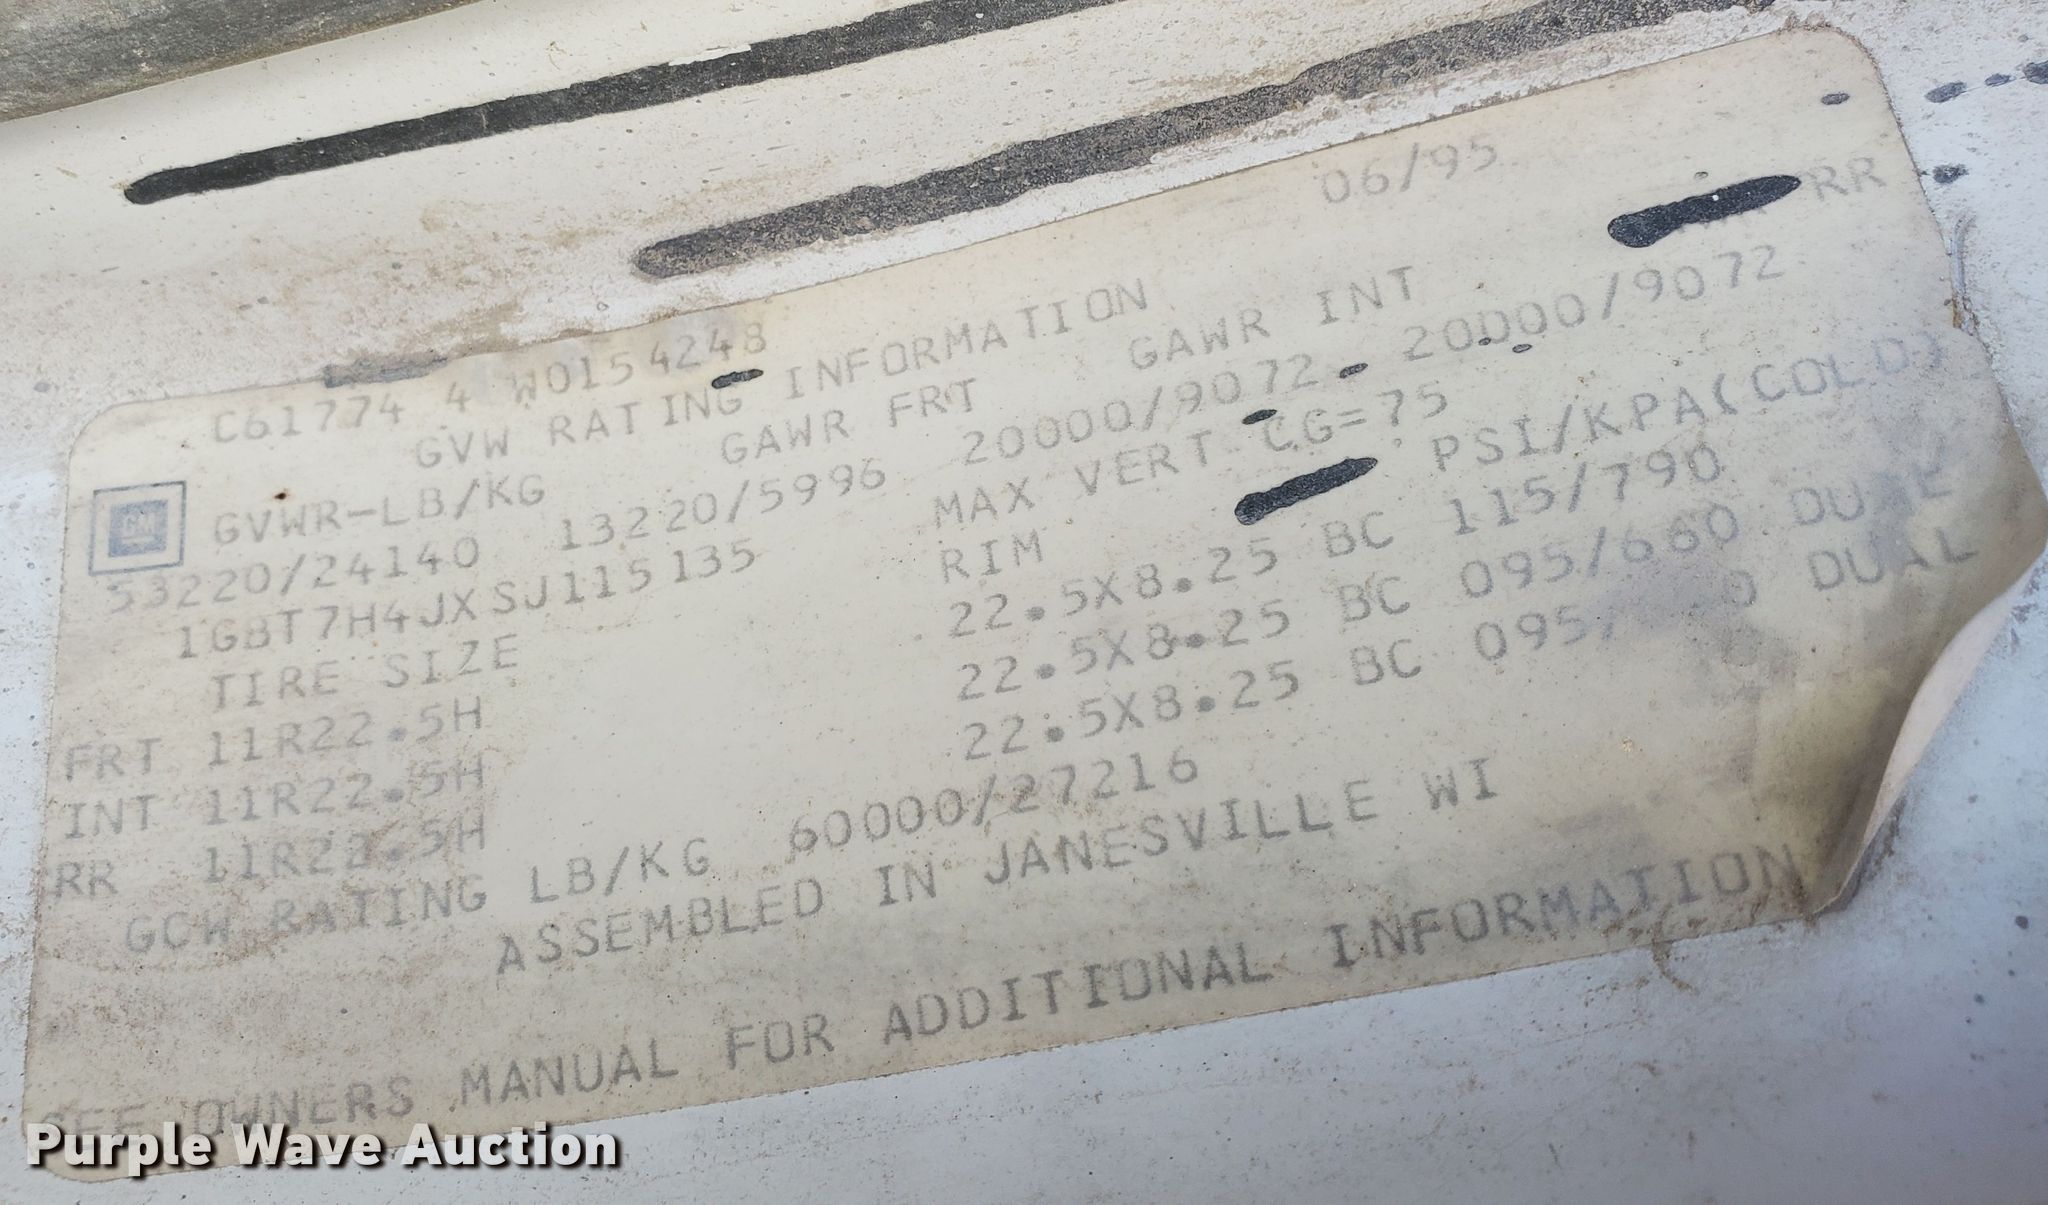 06/95
C61774 4 W0154248
GVW RATING INFORMATION
GVWR-LB/KG GAWR FRT GAWR INT RR
53220/24140 13220/5996 20000/9072 20000/9072
1GBT7H4JXSJ115135 MAX VERT CG=75
TIRE SIZE RIM PSI/KPA(COLD)
FRT 11R22.5H 22.5X8.25 BC 115/790
INT 11R22.5H 22.5X8.25 BC 095/660 DUAL
RR 11R22.5H 22.5X8.25 BC DUAL
GCW RATING LB/KG 60000/27216
ASSEMBLED IN JANESVILLE WI
SEE OWNERS MANUAL FOR ADDITIONAL INFORMATION
GM
Purple Wave Auction